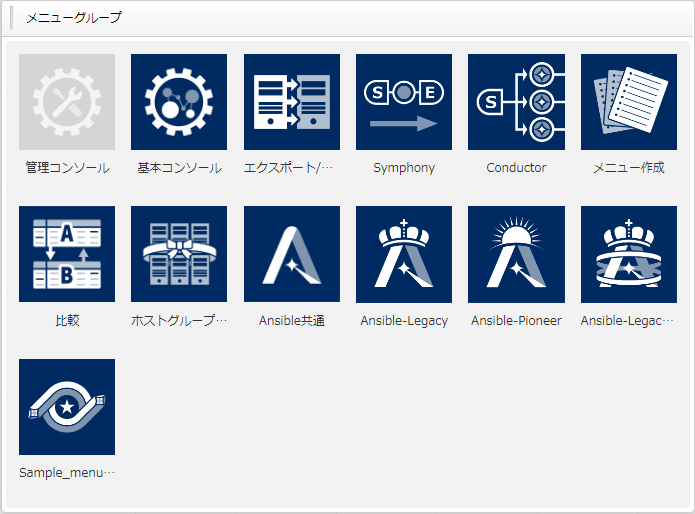 メニューグループ
管理コンソール
基本コンソール
エクスポート/…
S O E
Symphony
S
Conductor
メニュー作成
A
B
比較
ホストグループ…
Ansible共通
Ansible-Legacy
Ansible-Pioneer
Ansible-Legac…
Sample_menu…